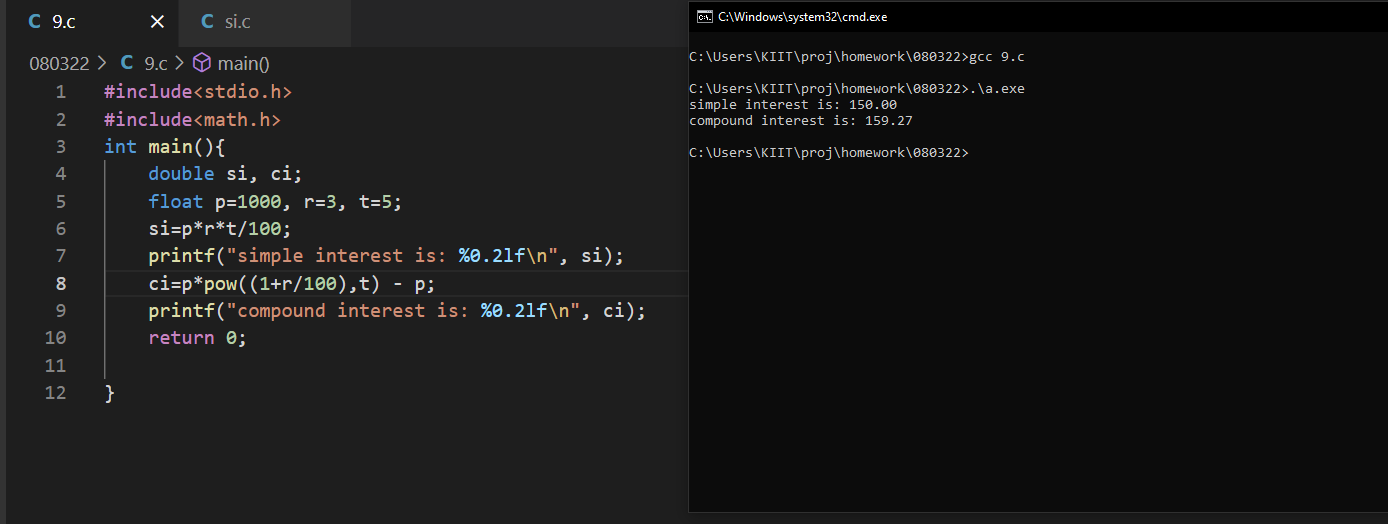 C 9.c × C si.c
080322 > C 9.c > main()
1 #include<stdio.h>
2 #include<math.h>
3 int main(){
4     double si, ci;
5     float p=1000, r=3, t=5;
6     si=p*r*t/100;
7     printf("simple interest is: %0.2lf\n", si);
8     ci=p*pow((1+r/100),t) - p;
9     printf("compound interest is: %0.2lf\n", ci);
10     return 0;
11
12 }
C:\Windows\system32\cmd.exe
C:\Users\KIIT\proj\homework\080322>gcc 9.c
C:\Users\KIIT\proj\homework\080322>.\a.exe
simple interest is: 150.00
compound interest is: 159.27
C:\Users\KIIT\proj\homework\080322>